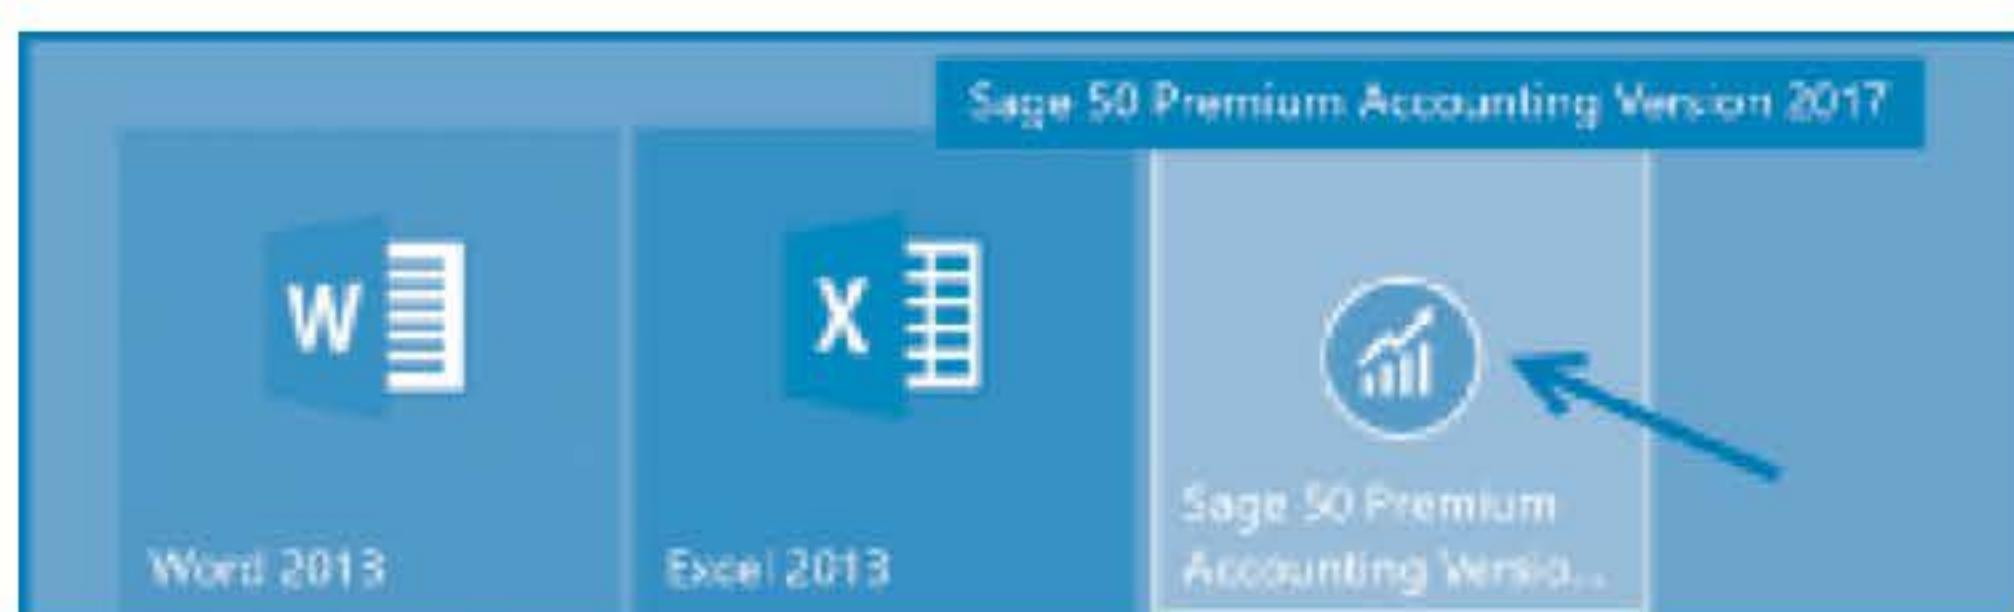 Sage 50 Premium Accounting Version 2017
W
X
Word 2013
Excel 2013
Sage 50 Premium
Accounting Versio...